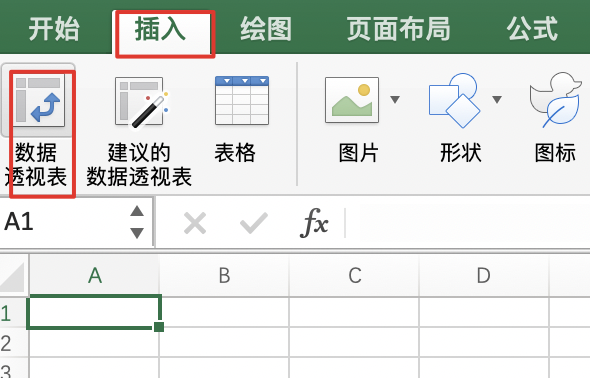 开始 插入 绘图 页面布局 公式
数据
透视表
建议的
数据透视表
表格
图片
形状
图标
A1
fx
A B C D
1
2
3